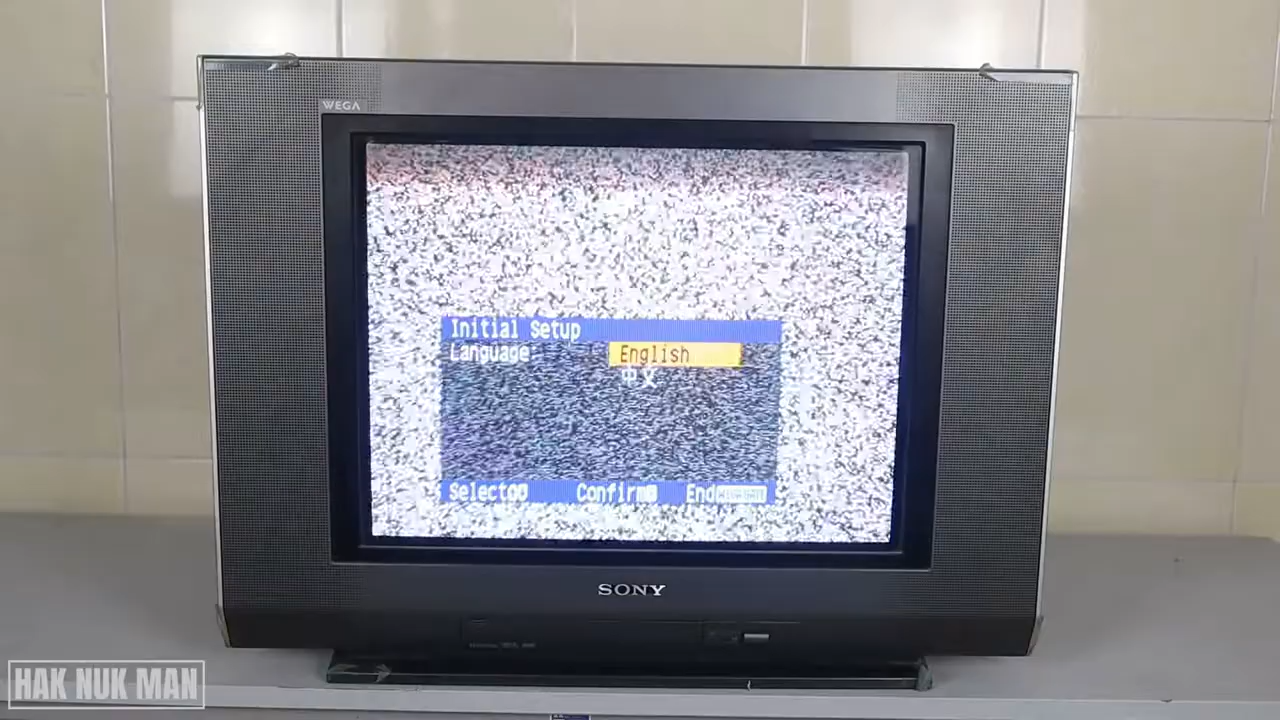 WEGA
Initial Setup
Language English
中文
Select Confirm End
SONY
HAK NUK MAN